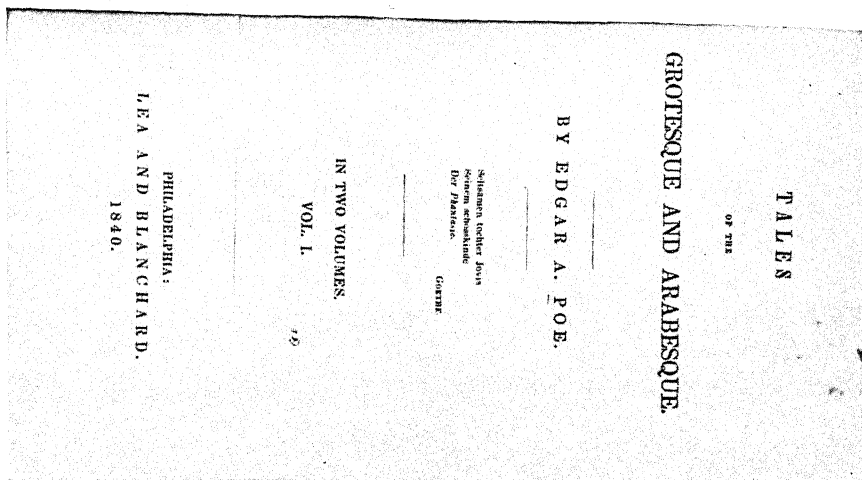 TALES
OF THE
GROTESQUE AND ARABESQUE.
BY EDGAR A. POE.
Seltsamen tochter Jovis
Seinem schosskinde
Der Phantasie.
GOETHE.
IN TWO VOLUMES.
VOL. I.
PHILADELPHIA:
LEA AND BLANCHARD.
1840.